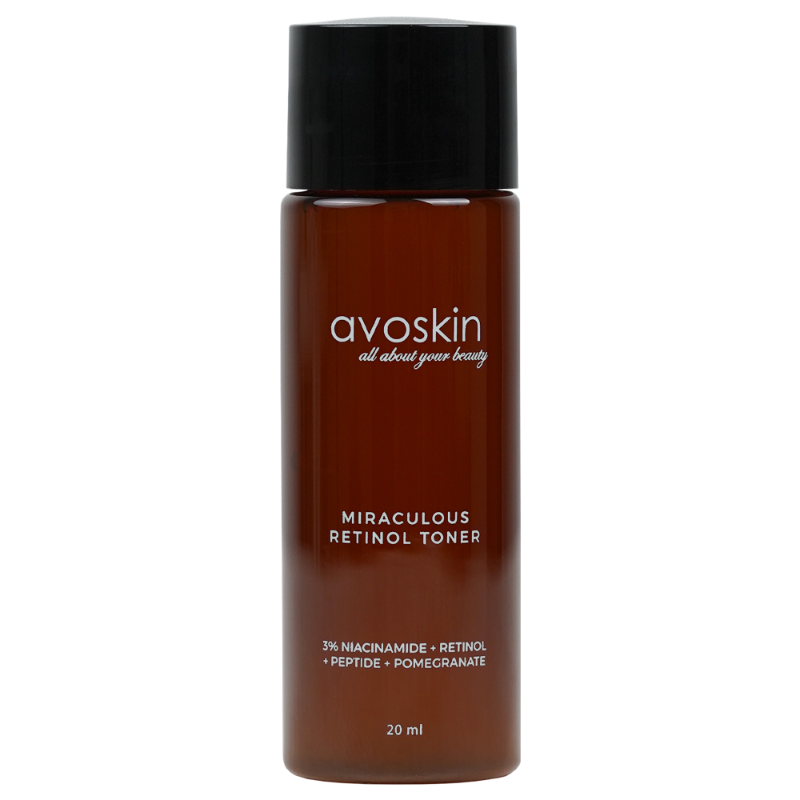 avoskin
all about your beauty
MIRACULOUS
RETINOL TONER
3% NIACINAMIDE + RETINOL
+ PEPTIDE + POMEGRANATE
20 ml